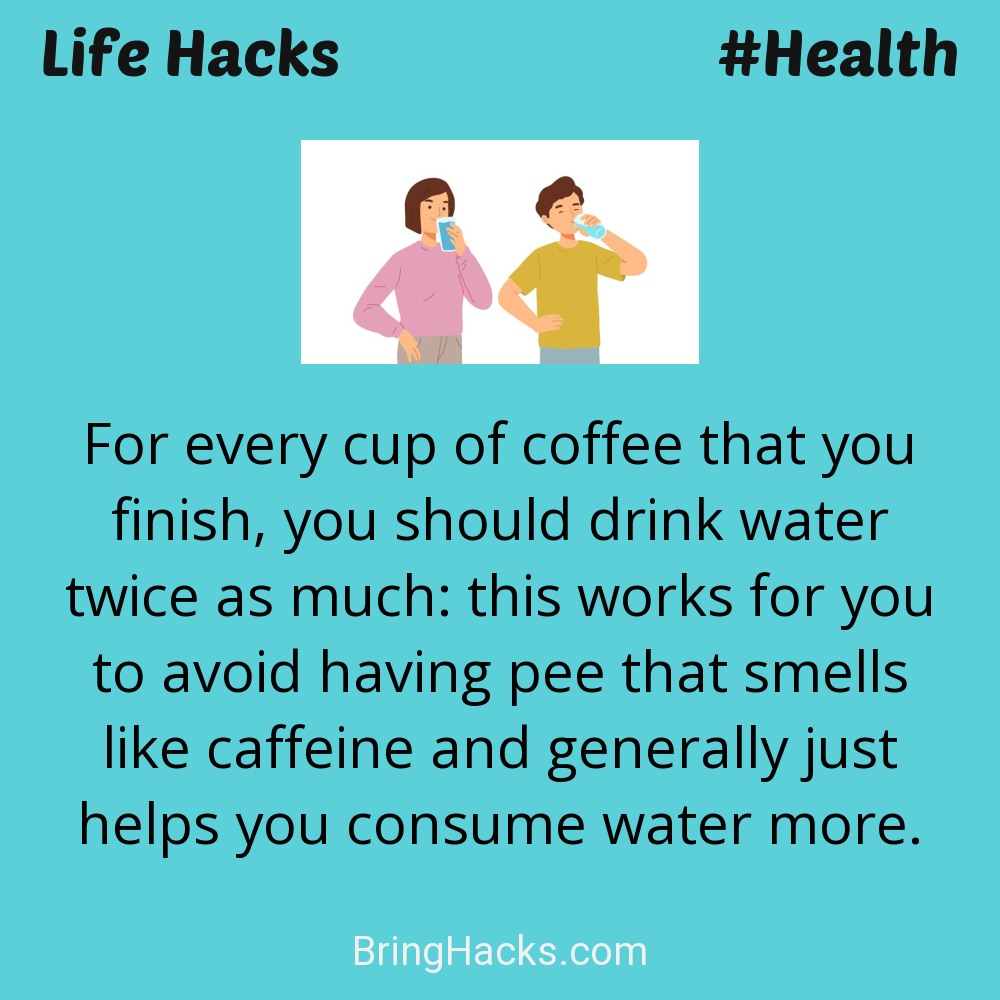 Life Hacks
#Health
For every cup of coffee that you
finish, you should drink water
twice as much: this works for you
to avoid having pee that smells
like caffeine and generally just
helps you consume water more.
BringHacks.com